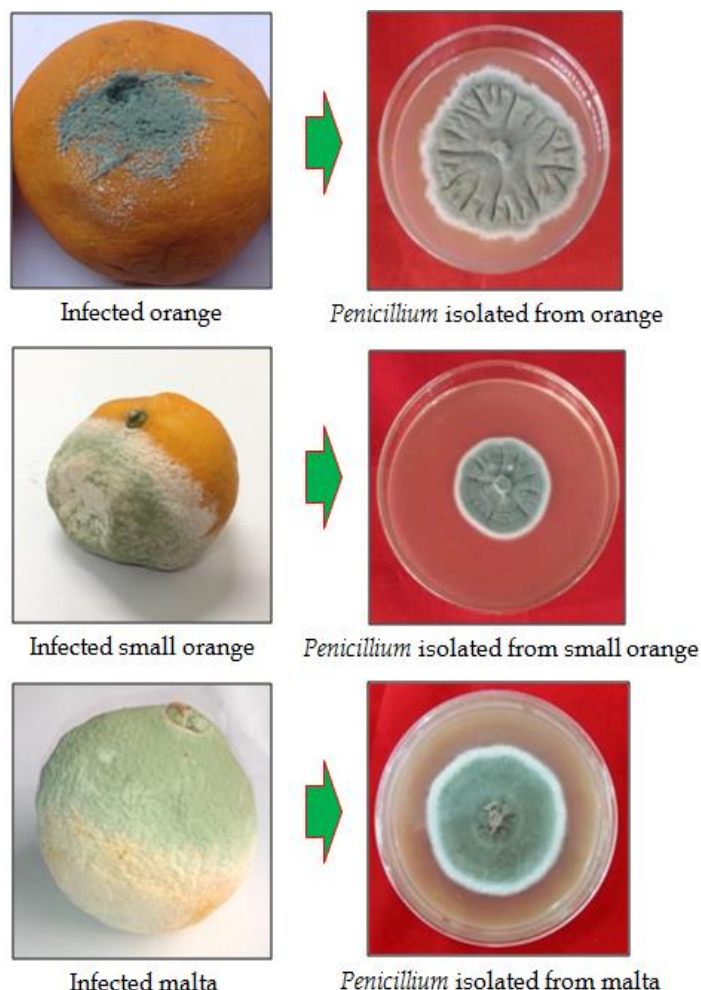 Infected orange
Penicillium isolated from orange
Infected small orange
Penicillium isolated from small orange
Infected malta
Penicillium isolated from malta